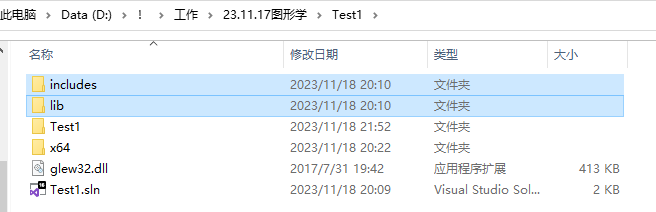 此电脑 > Data (D:) > ! > 工作 > 23.11.17图形学 > Test1 >
名称 修改日期 类型 大小
includes 2023/11/18 20:10 文件夹
lib 2023/11/18 20:10 文件夹
Test1 2023/11/18 21:52 文件夹
x64 2023/11/18 20:22 文件夹
glew32.dll 2017/7/31 19:42 应用程序扩展 413 KB
Test1.sln 2023/11/18 20:09 Visual Studio Sol... 2 KB